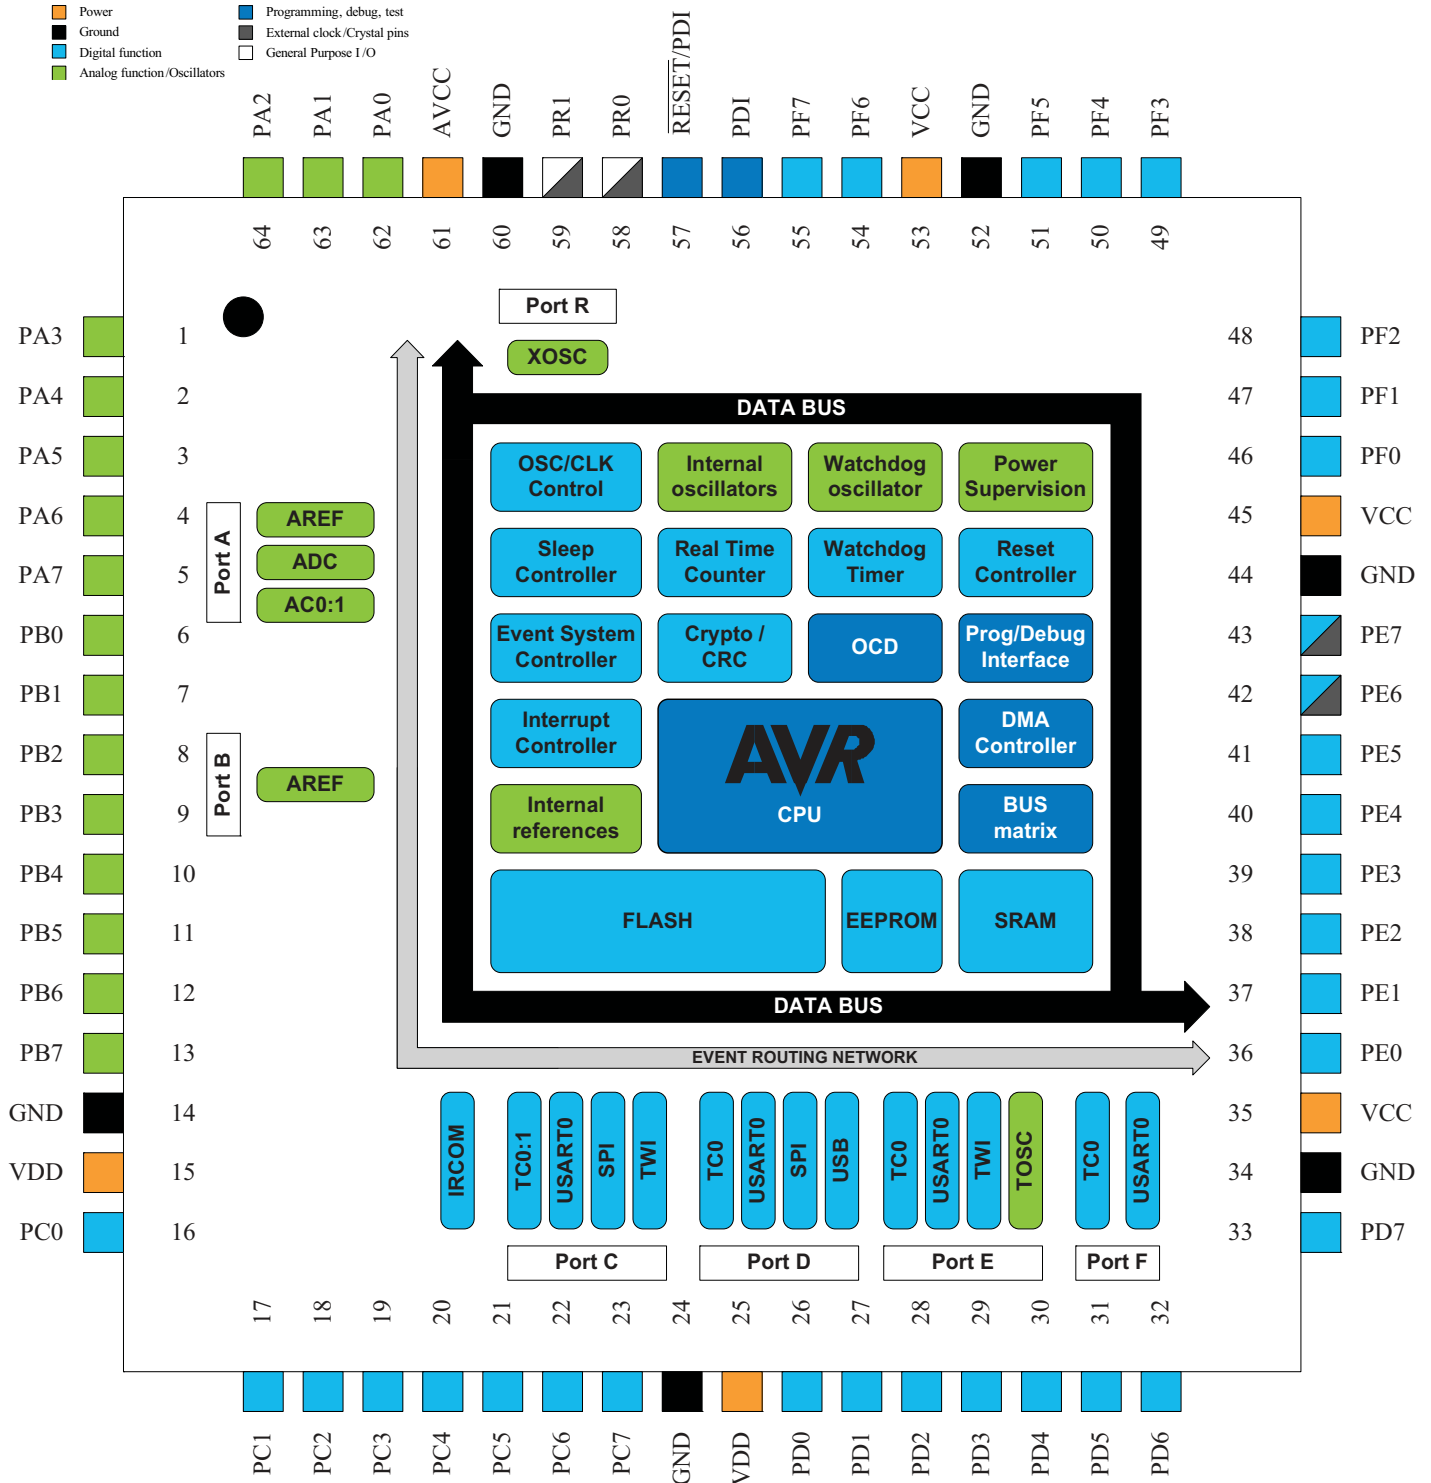 Power
Ground
Digital function
Analog function/Oscillators
Programming, debug, test
External clock/Crystal pins
General Purpose I/O
PA2
PA1
PA0
AVCC
GND
PR1
PR0
RESET/PDI
PDI
PF7
PF6
VCC
GND
PF5
PF4
PF3
64
63
62
61
60
59
58
57
56
55
54
53
52
51
50
49
PA3 1
PA4 2
PA5 3
PA6 4
PA7 5
PB0 6
PB1 7
PB2 8
PB3 9
PB4 10
PB5 11
PB6 12
PB7 13
GND 14
VDD 15
PC0 16
Port R
XOSC
Port A
AREF
ADC
AC0:1
Port B
AREF
DATA BUS
OSC/CLK
Control
Internal
oscillators
Watchdog
oscillator
Power
Supervision
Sleep
Controller
Real Time
Counter
Watchdog
Timer
Reset
Controller
Event System
Controller
Crypto /
CRC
OCD
Prog/Debug
Interface
Interrupt
Controller
AVR
CPU
DMA
Controller
Internal
references
BUS
matrix
FLASH
EEPROM
SRAM
DATA BUS
EVENT ROUTING NETWORK
48 PF2
47 PF1
46 PF0
45 VCC
44 GND
43 PE7
42 PE6
41 PE5
40 PE4
39 PE3
38 PE2
37 PE1
36 PE0
35 VCC
34 GND
33 PD7
IRCOM
TC0:1
USART0
SPI
TWI
TC0
USART0
SPI
USB
TC0
USART0
TWI
TOSC
TC0
USART0
Port C
Port D
Port E
Port F
17
18
19
20
21
22
23
24
25
26
27
28
29
30
31
32
PC1
PC2
PC3
PC4
PC5
PC6
PC7
GND
VDD
PD0
PD1
PD2
PD3
PD4
PD5
PD6